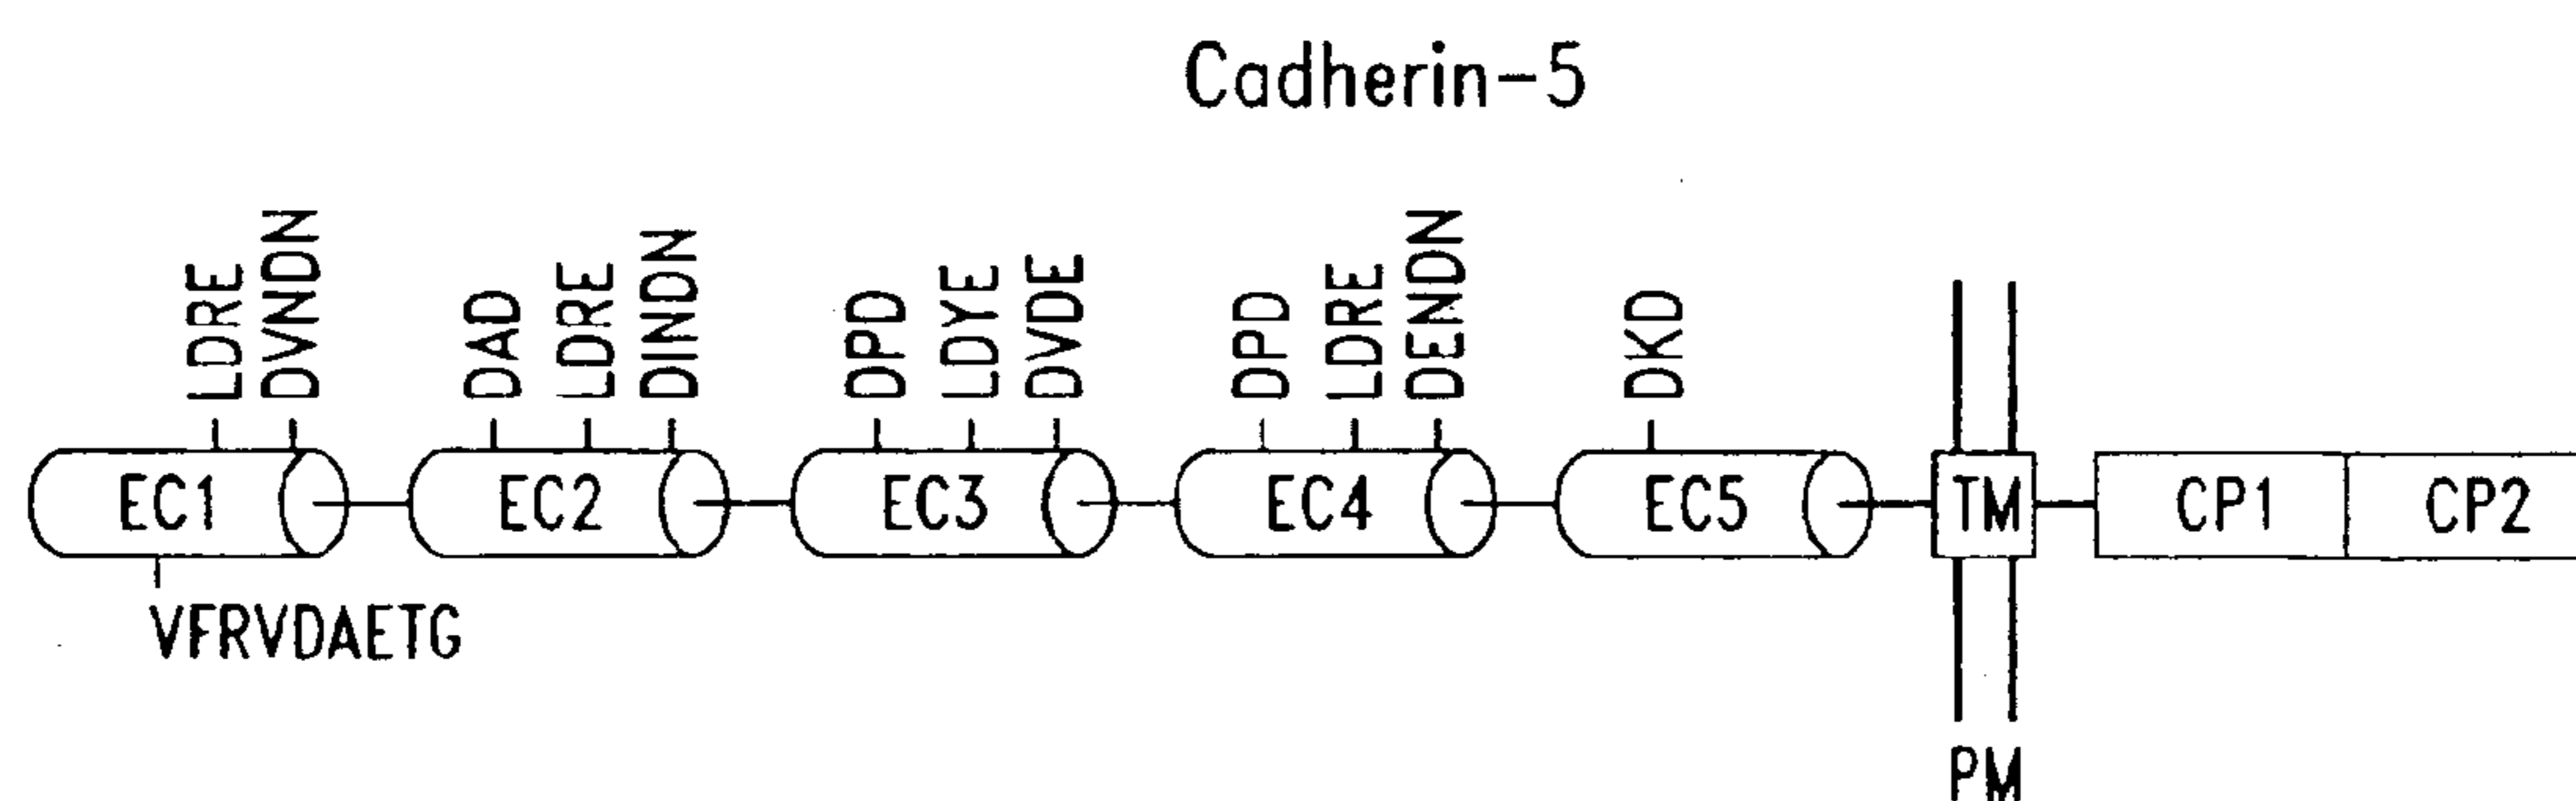 Cadherin-5
LDRE
DVNDN
DAD
LDRE
DINDN
DPD
LDYE
DVDE
DPD
LDRE
DENDN
DKD
EC1
EC2
EC3
EC4
EC5
TM
CP1
CP2
VFRVDAETG
PM